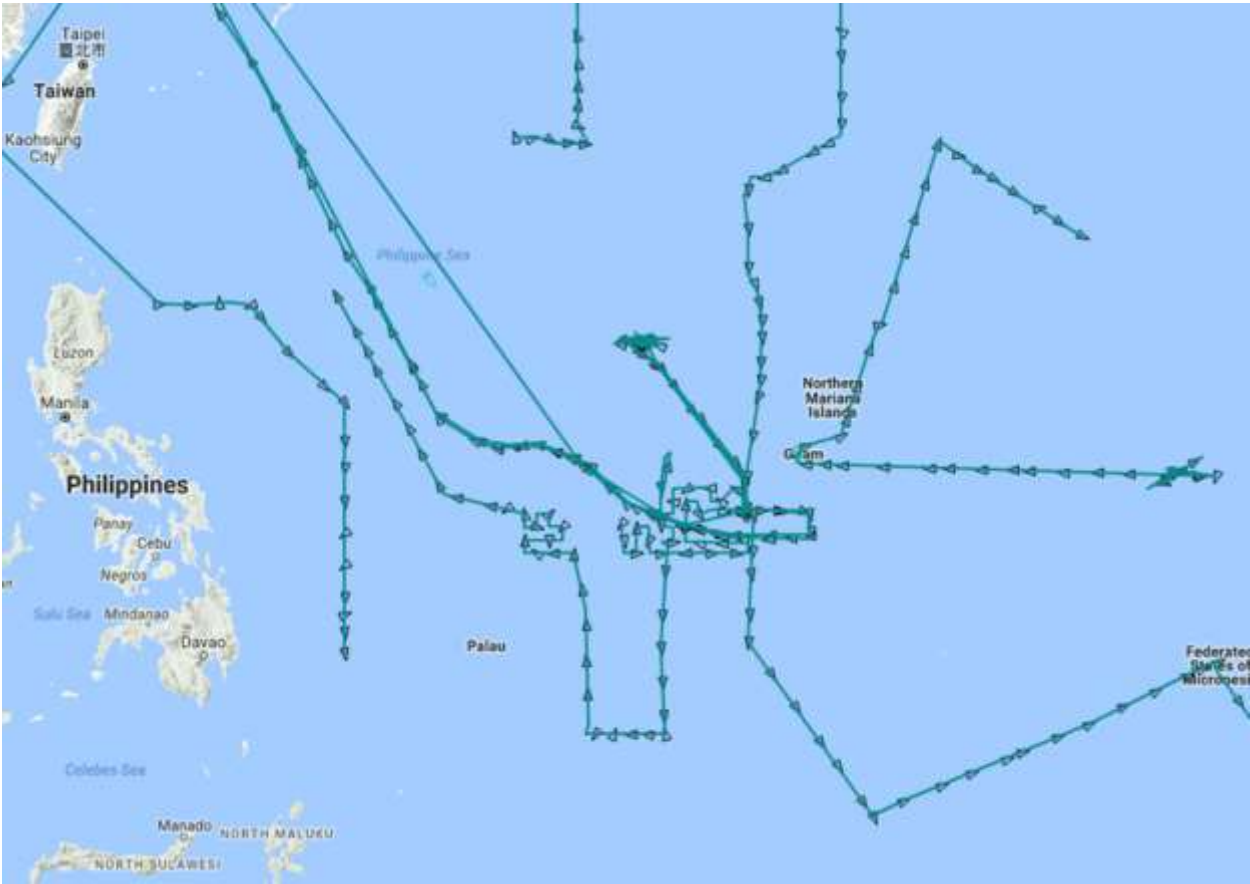 Taipei
臺北市
Taiwan
Kaohsiung
City
Philippine Sea
Luzon
Manila
Northern
Mariana
Islands
Guam
Philippines
Panay
Cebu
Negros
Sulu Sea
Mindanao
Davao
Palau
Federated
States of
Micronesi
Celebes Sea
Manado
NORTH MALUKU
NORTH SULAWESI